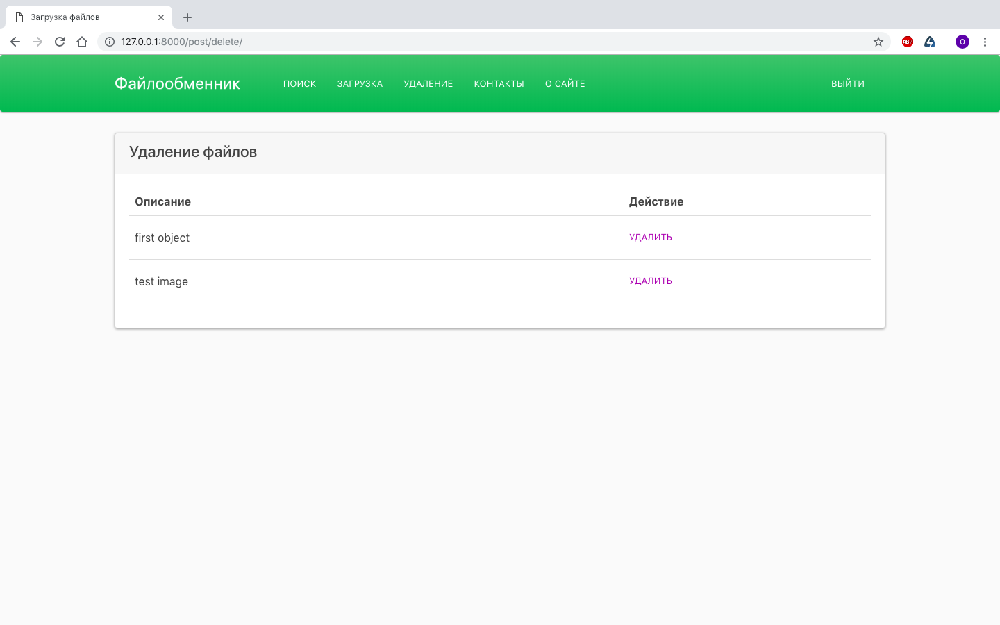 Загрузка файлов
127.0.0.1:8000/post/delete/
ABP
O
Файлообменник ПОИСК ЗАГРУЗКА УДАЛЕНИЕ КОНТАКТЫ О САЙТЕ ВЫЙТИ
Удаление файлов
Описание Действие
first object УДАЛИТЬ
test image УДАЛИТЬ